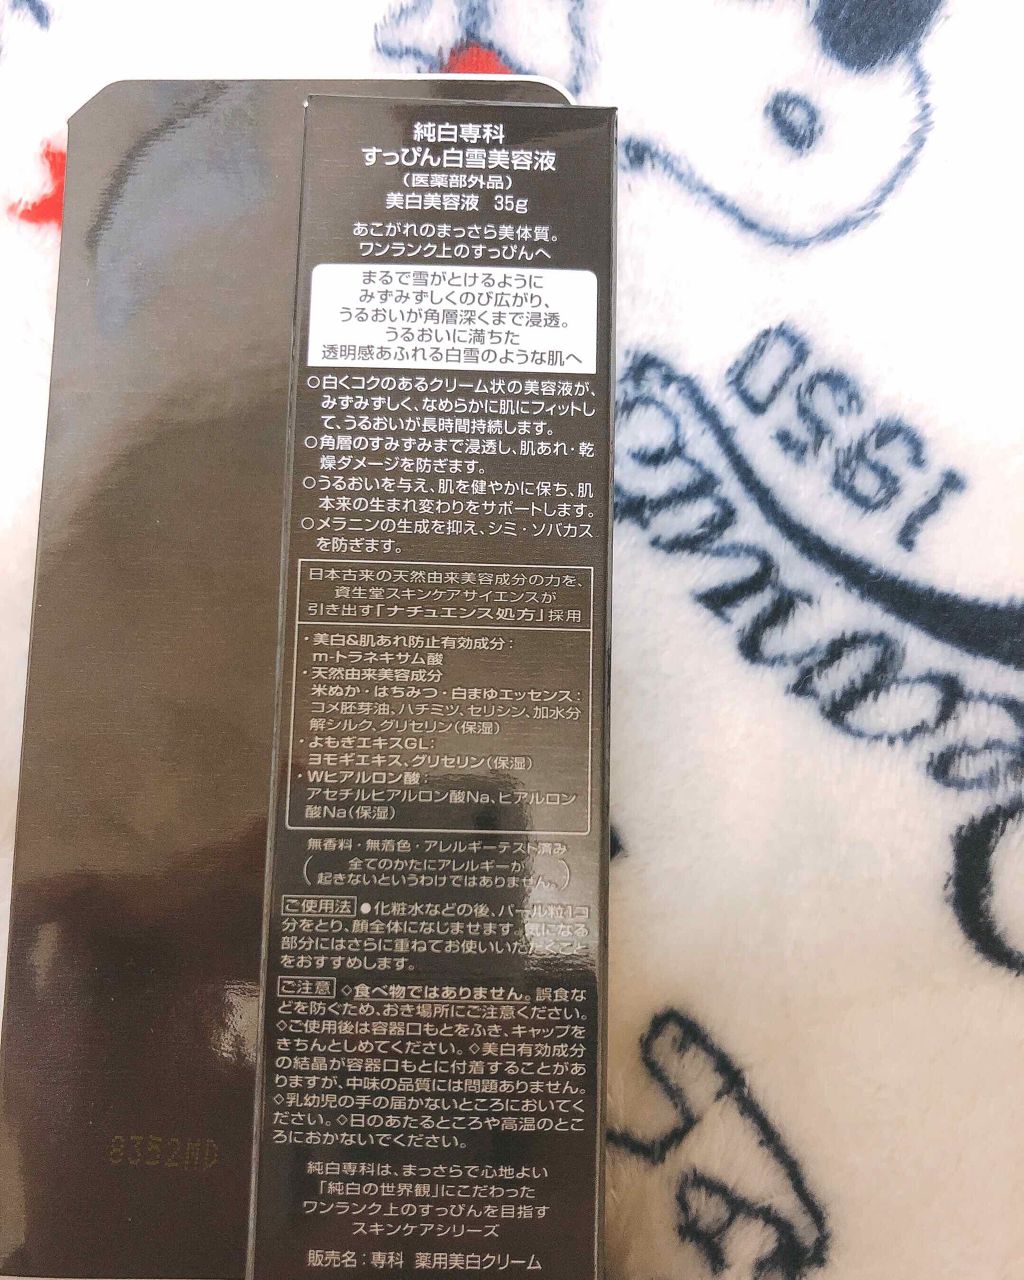 純白専科
すっぴん白雪美容液
（医薬部外品）
美白美容液 35g
あこがれのまっさら美体質。
ワンランク上のすっぴんへ
まるで雪がとけるように
みずみずしくのび広がり、
うるおいが角層深くまで浸透。
うるおいに満ちた
透明感あふれる白雪のような肌へ
○白くコクのあるクリーム状の美容液が、
みずみずしく、なめらかに肌にフィットし
て、うるおいが長時間持続します。
○角層のすみずみまで浸透し、肌あれ・乾
燥ダメージを防ぎます。
○うるおいを与え、肌を健やかに保ち、肌
本来の生まれ変わりをサポートします。
○メラニンの生成を抑え、シミ・ソバカス
を防ぎます。
日本古来の天然由来美容成分の力を、
資生堂スキンケアサイエンスが
引き出す「ナチュエンス処方」採用
・美白&肌あれ防止有効成分：
m-トラネキサム酸
・天然由来美容成分
米ぬか・はちみつ・白まゆエッセンス：
コメ胚芽油、ハチミツ、セリシン、加水分
解シルク、グリセリン（保湿）
・よもぎエキスGL：
ヨモギエキス、グリセリン（保湿）
・Wヒアルロン酸：
アセチルヒアルロン酸Na、ヒアルロン
酸Na（保湿）
無香料・無着色・アレルギーテスト済み
（全てのかたにアレルギーが
起きないというわけではありません。）
ご使用法 ●化粧水などの後、パール粒1コ
分をとり、顔全体になじませます。気になる
部分にはさらに重ねてお使いいただくこと
をおすすめします。
ご注意 ◇食べ物ではありません。誤食な
どを防ぐため、おき場所にご注意ください。
◇ご使用後は容器口もとをふき、キャップを
きちんとしめてください。◇美白有効成分
の結晶が容器口もとに付着することがあ
りますが、中味の品質には問題ありません。
◇乳幼児の手の届かないところにおいてく
ださい。◇日のあたるところや高温のとこ
ろにおかないでください。
純白専科は、まっさらで心地よい
「純白の世界観」にこだわった
ワンランク上のすっぴんを目指す
スキンケアシリーズ
販売名：専科 薬用美白クリーム
8352MD
1950